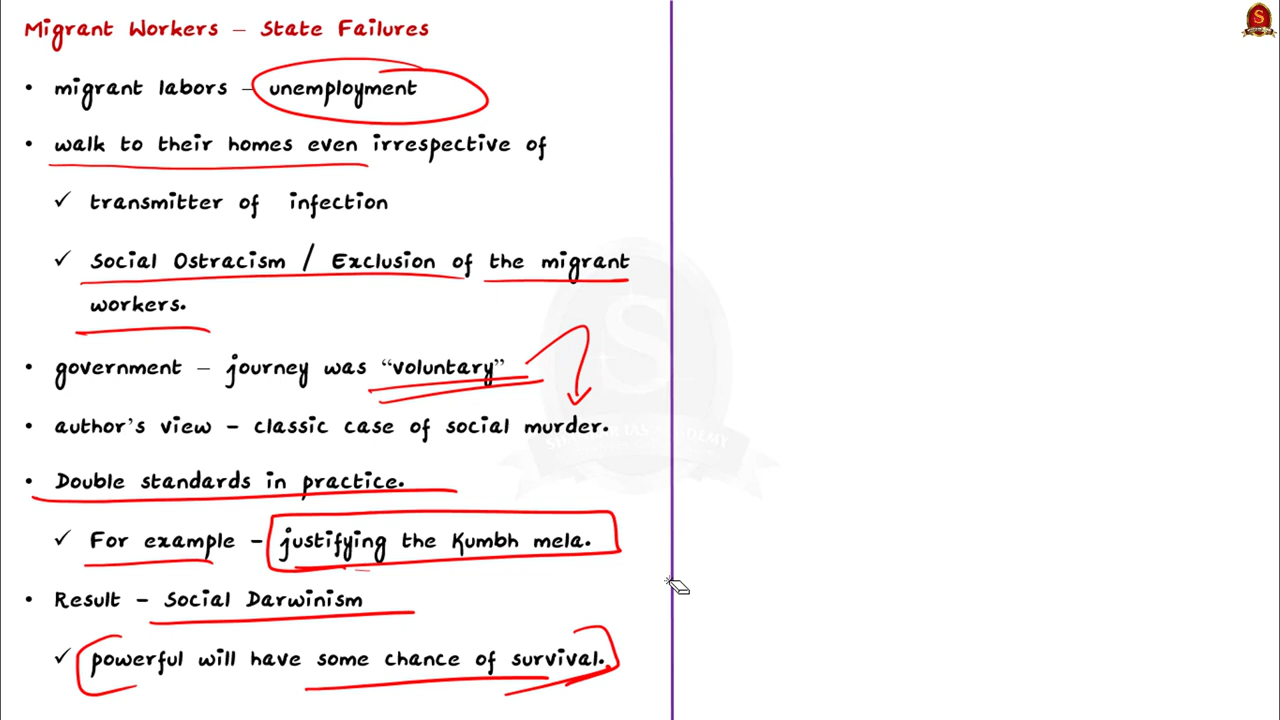 Migrant Workers – State Failures
• migrant labors – unemployment
• walk to their homes even irrespective of
✓ transmitter of infection
✓ Social Ostracism / Exclusion of the migrant
workers.
• government – journey was “voluntary”
• author's view – classic case of social murder.
• Double standards in practice.
✓ For example – justifying the Kumbh mela.
• Result – Social Darwinism
✓ powerful will have some chance of survival.